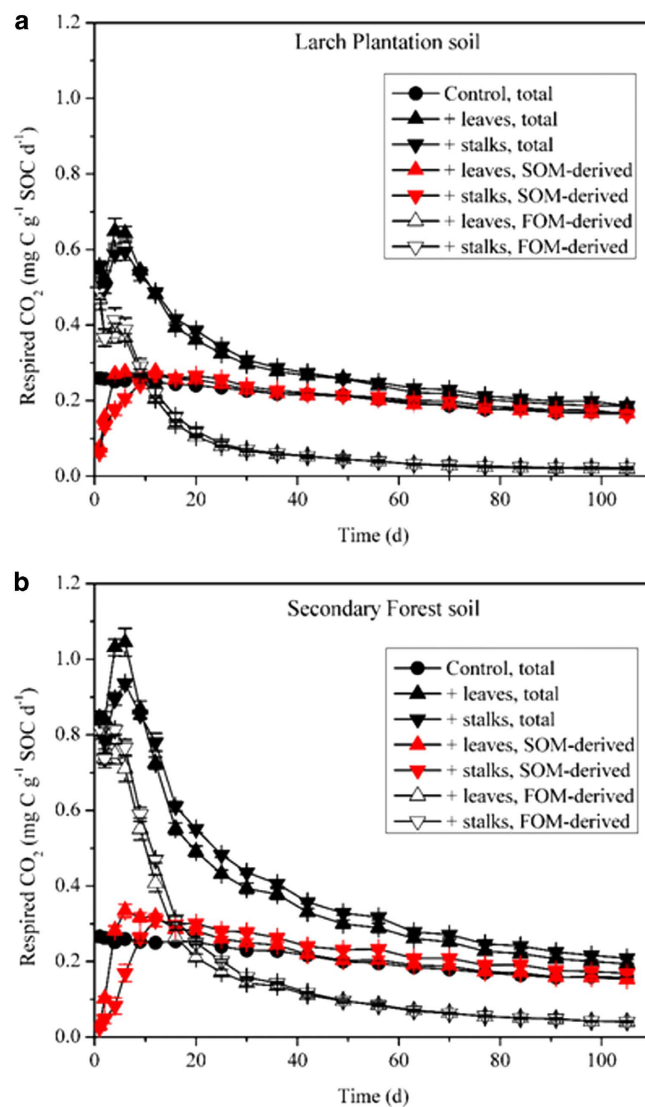 a
Larch Plantation soil
Control, total
+ leaves, total
+ stalks, total
+ leaves, SOM-derived
+ stalks, SOM-derived
+ leaves, FOM-derived
+ stalks, FOM-derived
Respired CO₂ (mg C g⁻¹ SOC d⁻¹)
1.2
1.0
0.8
0.6
0.4
0.2
0.0
0 20 40 60 80 100
Time (d)
b
Secondary Forest soil
Control, total
+ leaves, total
+ stalks, total
+ leaves, SOM-derived
+ stalks, SOM-derived
+ leaves, FOM-derived
+ stalks, FOM-derived
Respired CO₂ (mg C g⁻¹ SOC d⁻¹)
1.2
1.0
0.8
0.6
0.4
0.2
0.0
0 20 40 60 80 100
Time (d)